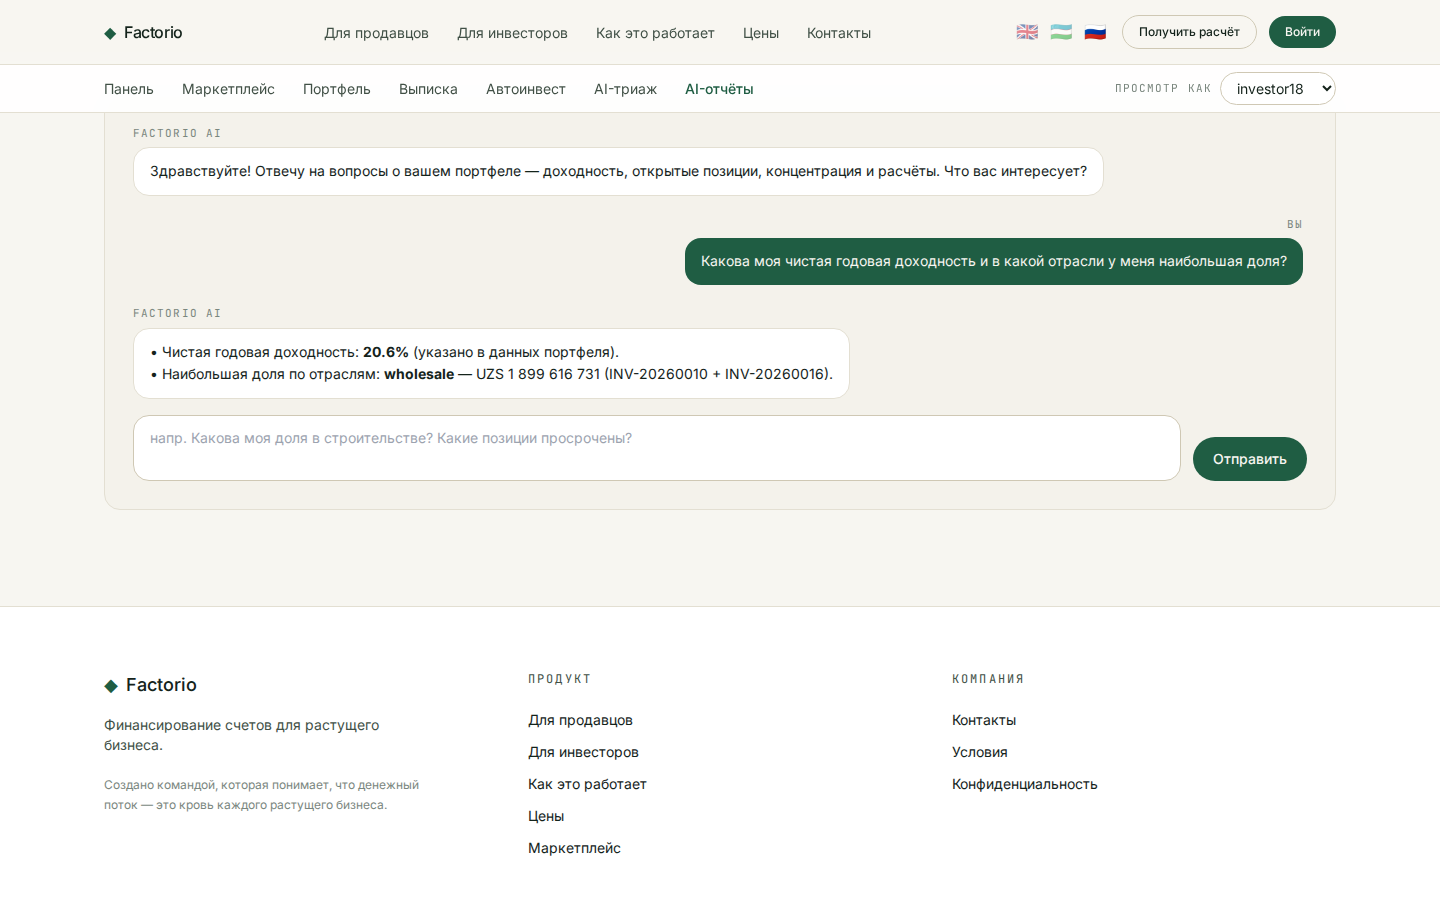 Factorio
Для продавцов
Для инвесторов
Как это работает
Цены
Контакты
Получить расчёт
Войти
Панель
Маркетплейс
Портфель
Выписка
Автоинвест
AI-триаж
AI-отчёты
ПРОСМОТР КАК
investor18
FACTORIO AI
Здравствуйте! Отвечу на вопросы о вашем портфеле — доходность, открытые позиции, концентрация и расчёты. Что вас интересует?
ВЫ
Какова моя чистая годовая доходность и в какой отрасли у меня наибольшая доля?
FACTORIO AI
• Чистая годовая доходность: 20.6% (указано в данных портфеля).
• Наибольшая доля по отраслям: wholesale — UZS 1 899 616 731 (INV-20260010 + INV-20260016).
напр. Какова моя доля в строительстве? Какие позиции просрочены?
Отправить
Factorio
Финансирование счетов для растущего
бизнеса.
Создано командой, которая понимает, что денежный
поток — это кровь каждого растущего бизнеса.
ПРОДУКТ
Для продавцов
Для инвесторов
Как это работает
Цены
Маркетплейс
КОМПАНИЯ
Контакты
Условия
Конфиденциальность